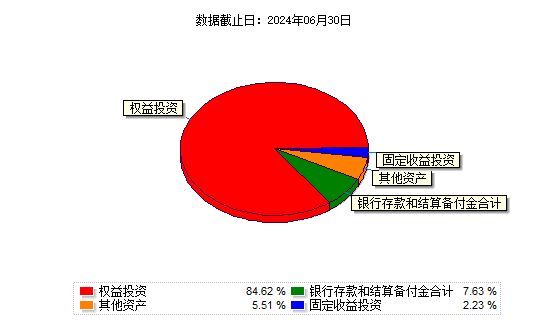 数据截止日：2024年06月30日
权益投资
固定收益投资
其他资产
银行存款和结算备付金合计
权益投资 84.62 % 银行存款和结算备付金合计 7.63 %
其他资产 5.51 % 固定收益投资 2.23 %